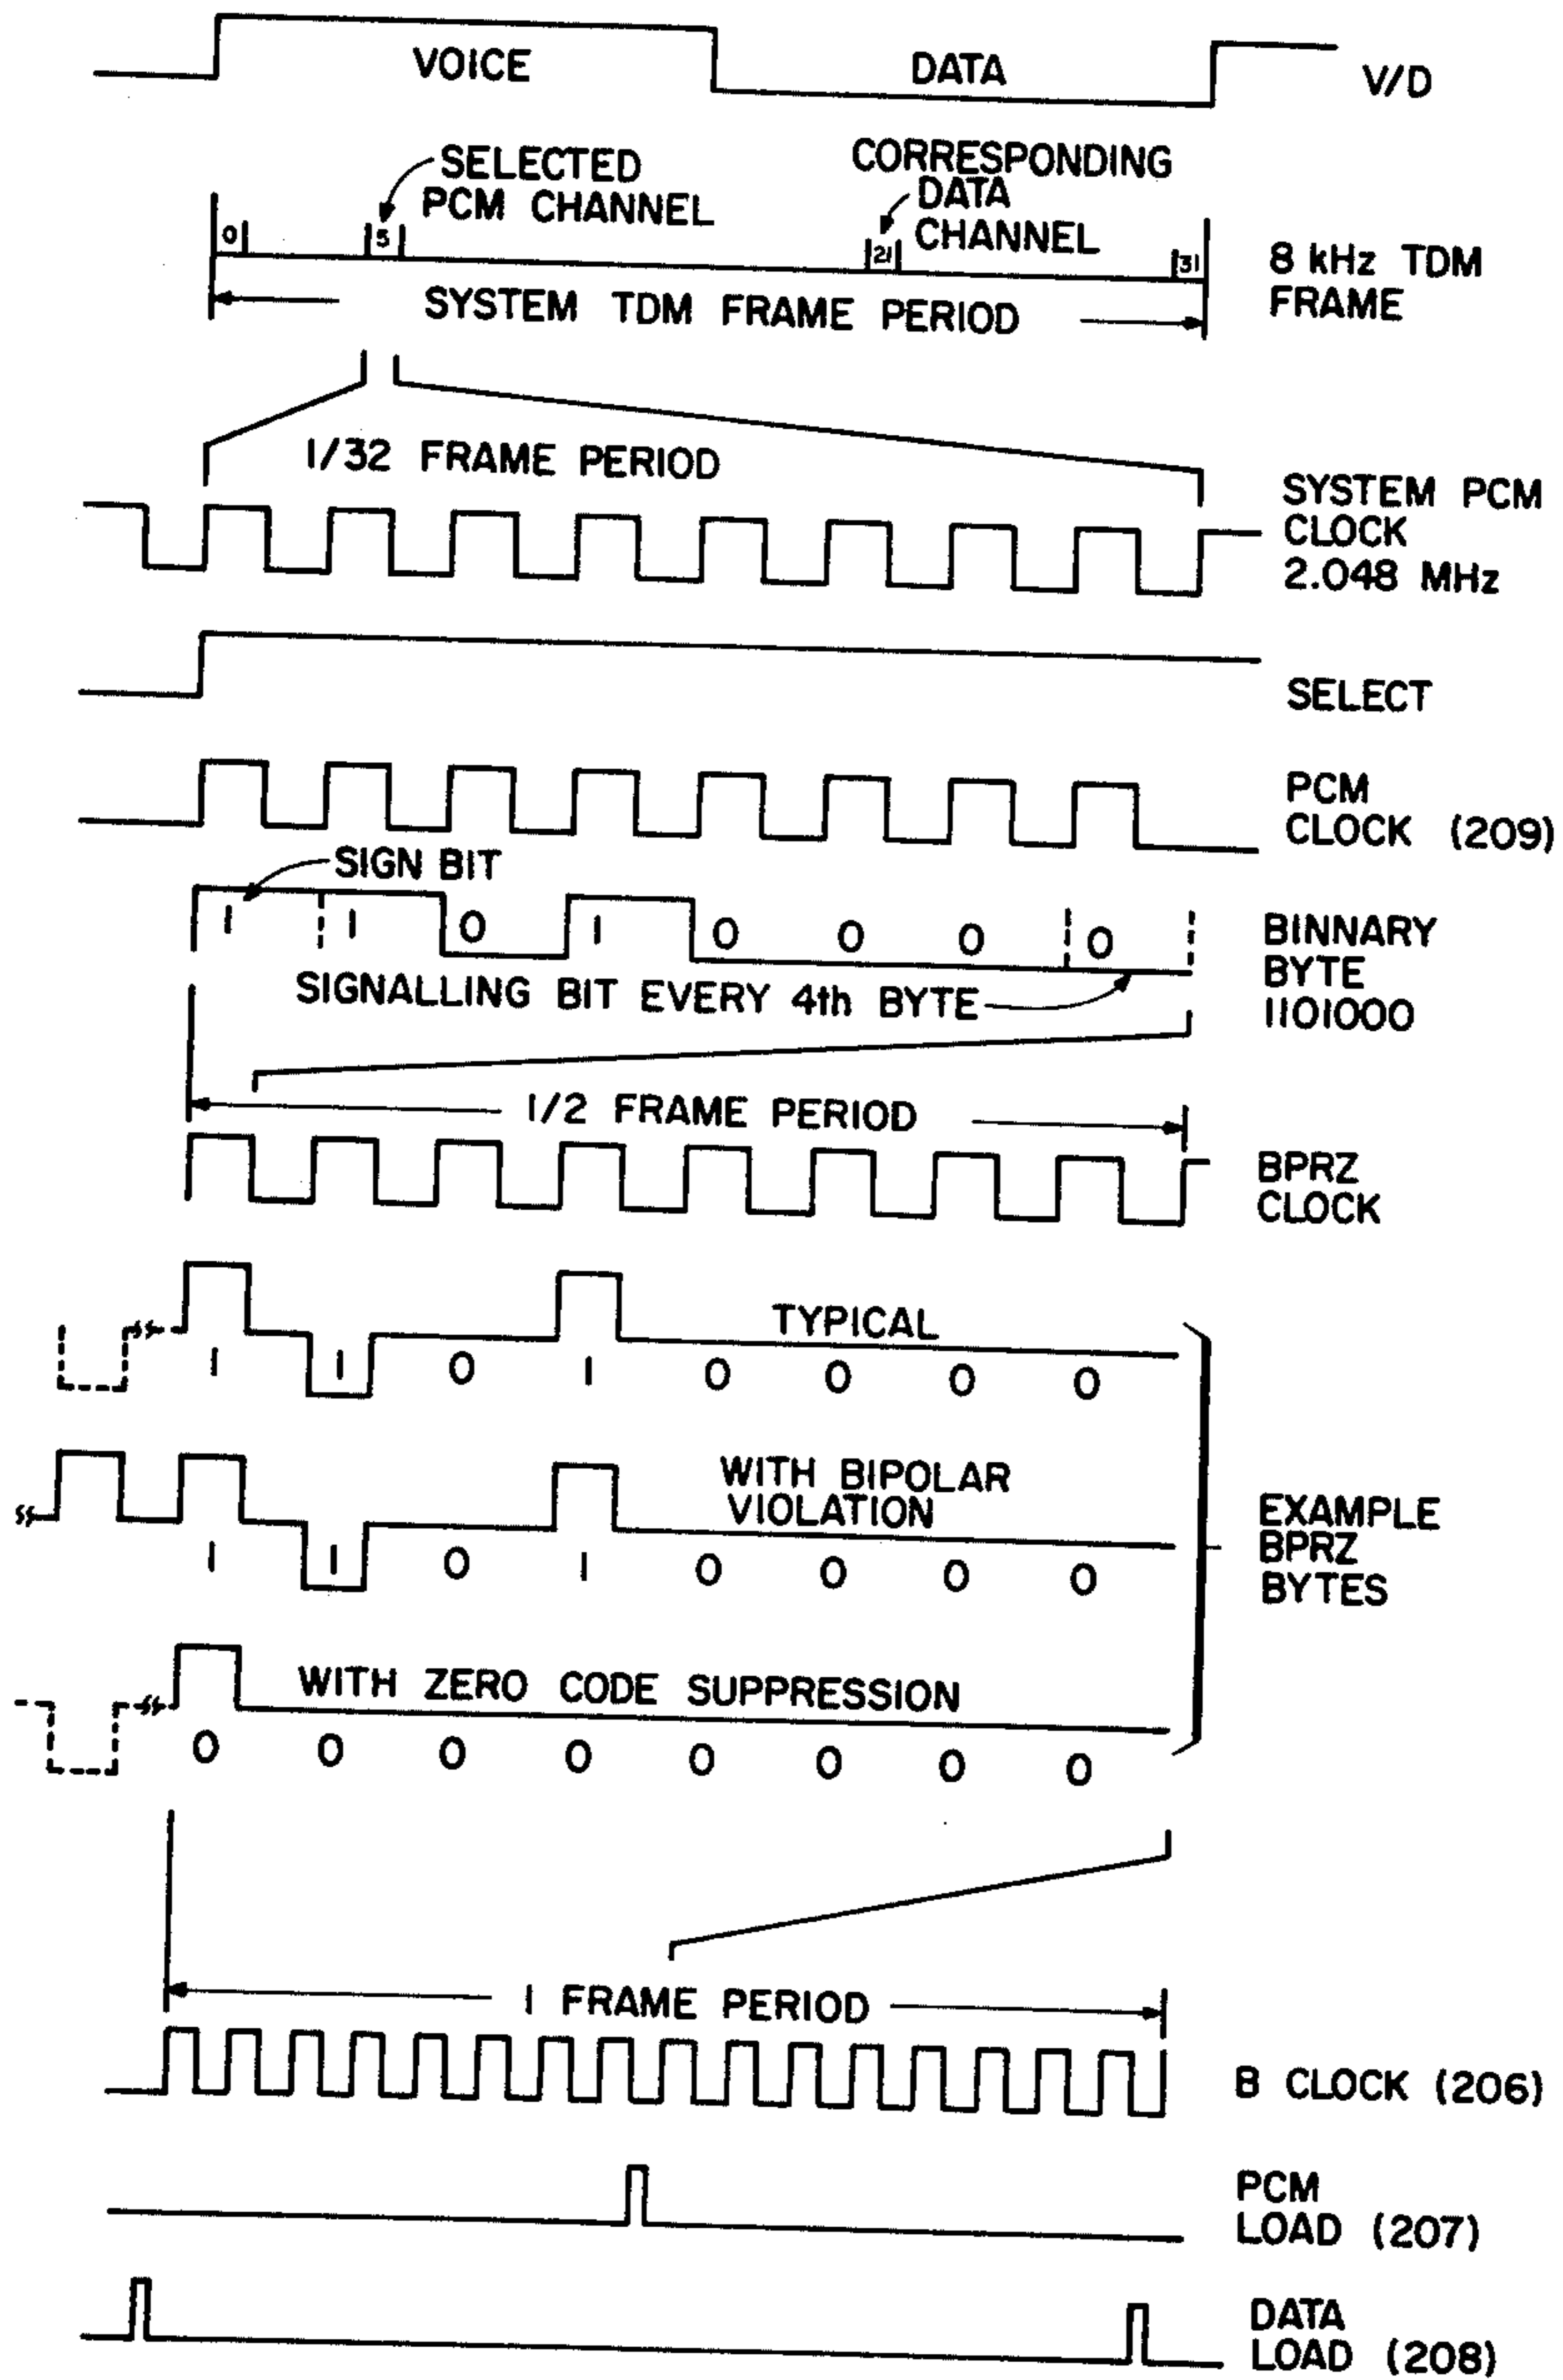 VOICE
DATA
V/D
SELECTED
PCM CHANNEL
CORRESPONDING
DATA
CHANNEL
0
5
21
31
8 kHz TDM
FRAME
SYSTEM TDM FRAME PERIOD
1/32 FRAME PERIOD
SYSTEM PCM
CLOCK
2.048 MHz
SELECT
PCM
CLOCK (209)
SIGN BIT
1 1 0 1 0 0 0 0
BINNARY
BYTE
1101000
SIGNALLING BIT EVERY 4th BYTE
1/2 FRAME PERIOD
BPRZ
CLOCK
TYPICAL
1 1 0 1 0 0 0 0
WITH BIPOLAR
VIOLATION
1 1 0 1 0 0 0 0
EXAMPLE
BPRZ
BYTES
WITH ZERO CODE SUPPRESSION
0 0 0 0 0 0 0 0
1 FRAME PERIOD
B CLOCK (206)
PCM
LOAD (207)
DATA
LOAD (208)